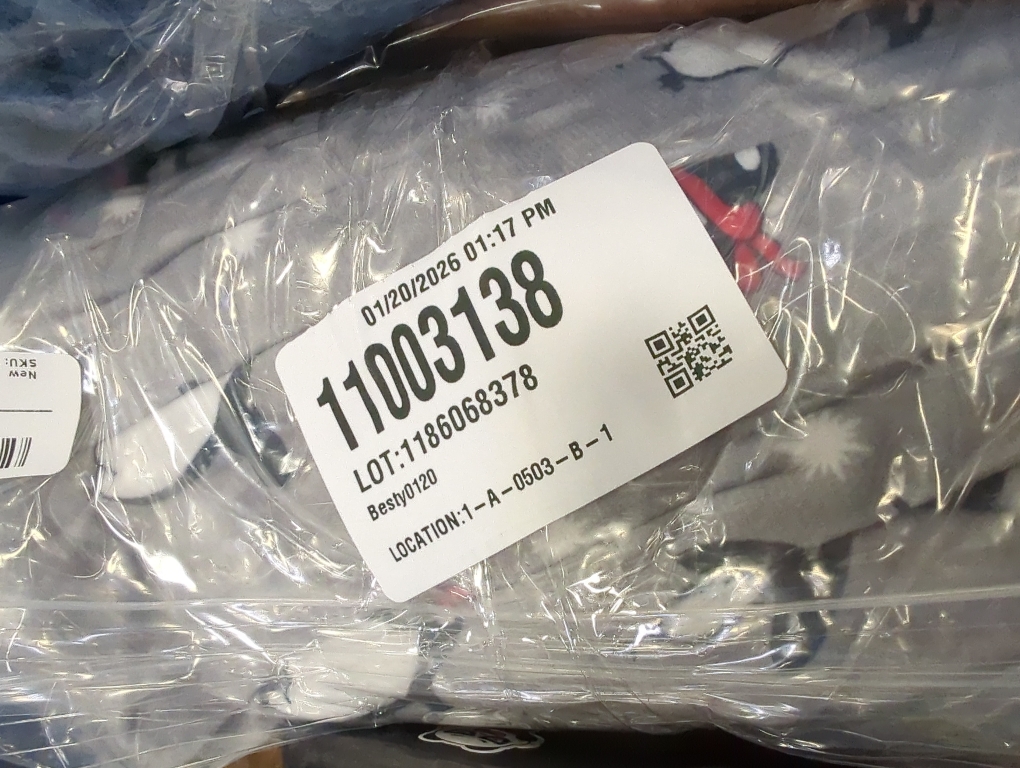 01/20/2026 01:17 PM
11003138
LOT:1186068378
Besty0120
LOCATION:1-A-0503-B-1
New
SKU: